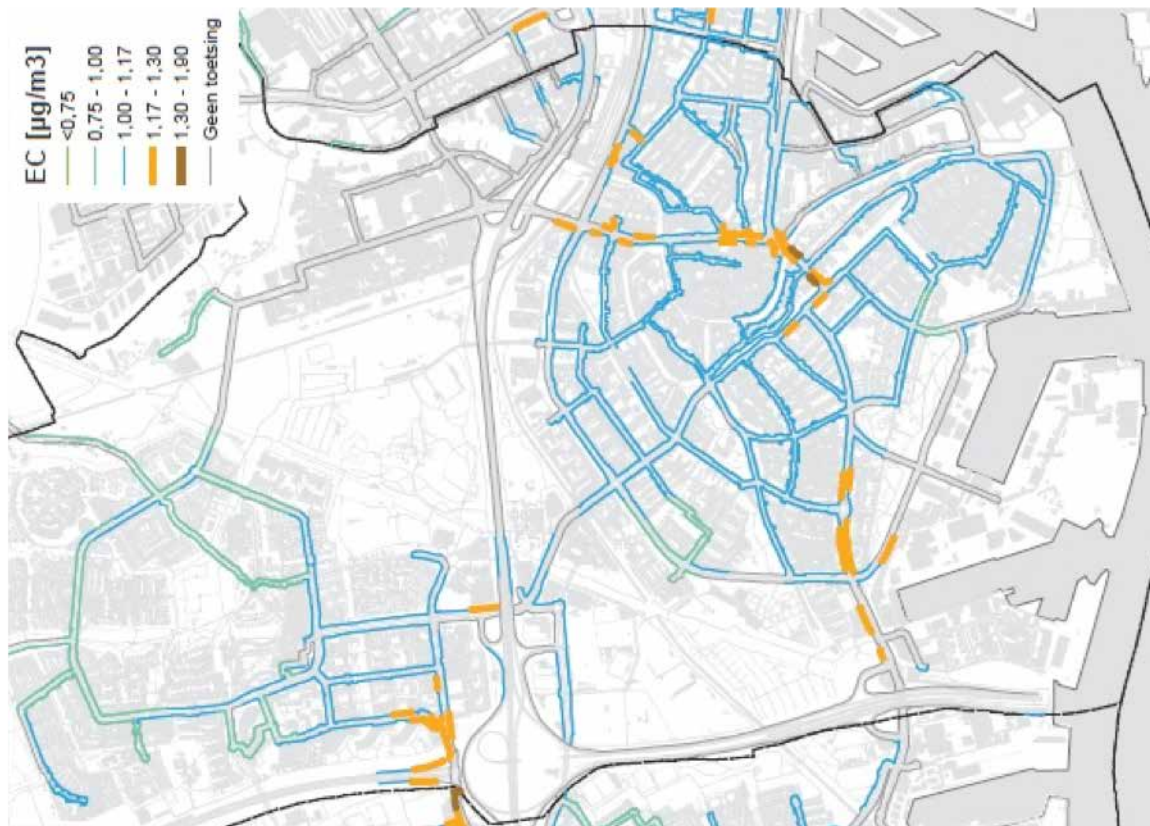 EC [µg/m3]
<0,75
0,75 - 1,00
1,00 - 1,17
1,17 - 1,30
1,30 - 1,90
Geen toetsing